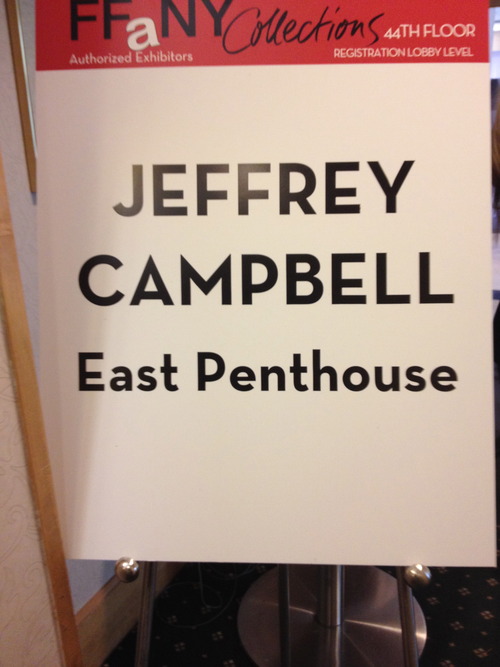 FFaNY Collections 44TH FLOOR
Authorized Exhibitors REGISTRATION LOBBY LEVEL
JEFFREY
CAMPBELL
East Penthouse